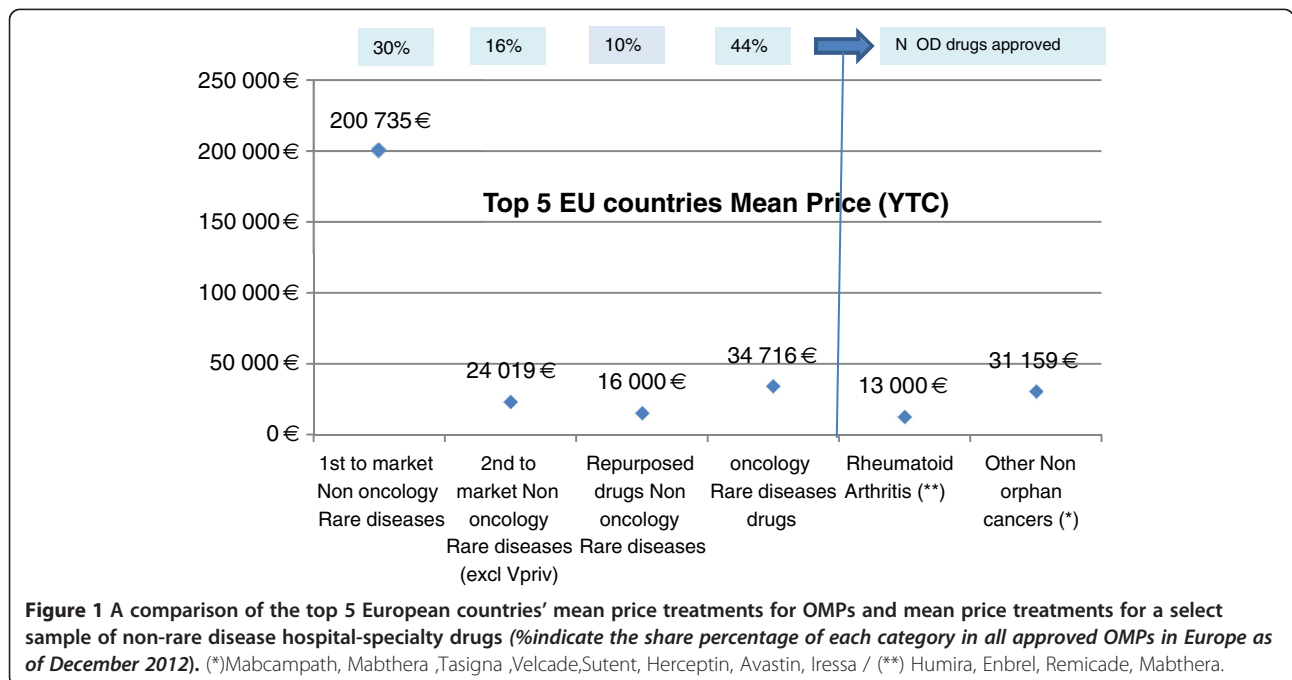 30% 16% 10% 44% N OD drugs approved
250 000 €
200 735 €
200 000 €
Top 5 EU countries Mean Price (YTC)
150 000 €
100 000 €
50 000 €
24 019 € 16 000 € 34 716 € 13 000 € 31 159 €
0 €
1st to market
Non oncology
Rare diseases
2nd to
market Non
oncology
Rare diseases
(excl Vpriv)
Repurposed
drugs Non
oncology
Rare diseases
oncology
Rare diseases
drugs
Rheumatoid
Arthritis (**)
Other Non
orphan
cancers (*)
Figure 1 A comparison of the top 5 European countries' mean price treatments for OMPs and mean price treatments for a select
sample of non-rare disease hospital-specialty drugs (%indicate the share percentage of each category in all approved OMPs in Europe as
of December 2012). (*)Mabcampath, Mabthera ,Tasigna ,Velcade,Sutent, Herceptin, Avastin, Iressa / (**) Humira, Enbrel, Remicade, Mabthera.